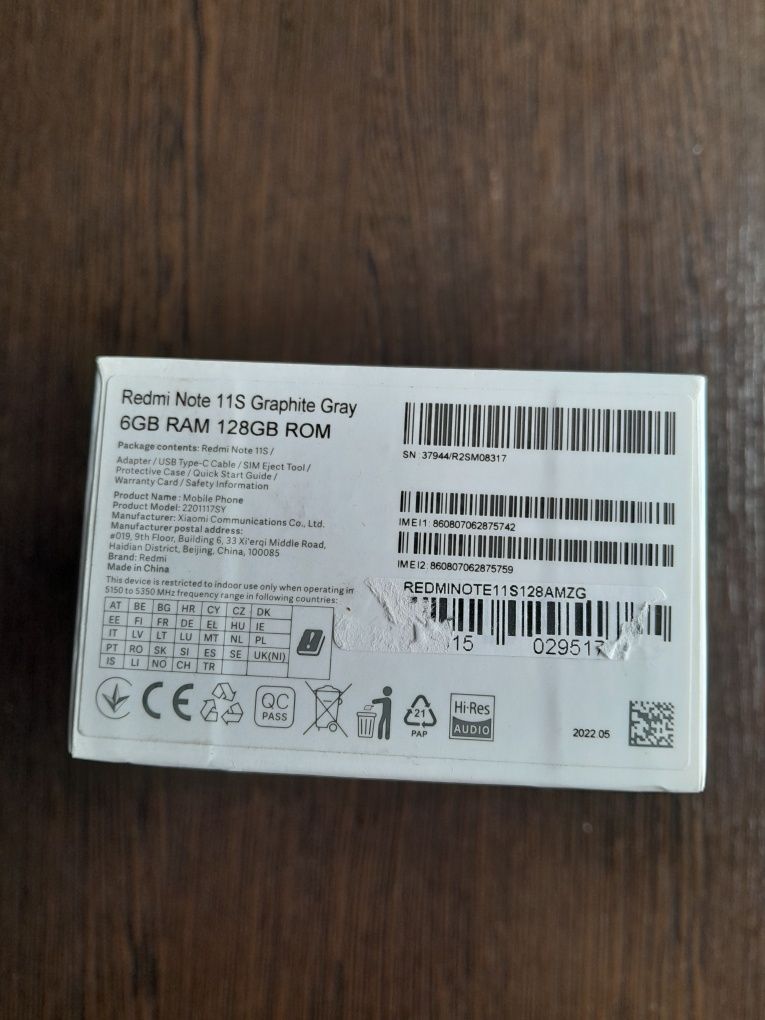 Redmi Note 11S Graphite Gray
6GB RAM 128GB ROM
Package contents: Redmi Note 11S /
Adapter / USB Type-C Cable / SIM Eject Tool /
Protective Case / Quick Start Guide /
Warranty Card / Safety Information
Product Name: Mobile Phone
Product Model: 2201117SY
Manufacturer: Xiaomi Communications Co., Ltd.
Manufacturer postal address:
#019, 9th Floor, Building 6, 33 Xi'erqi Middle Road,
Haidian District, Beijing, China, 100085
Brand: Redmi
Made in China
This device is restricted to indoor use only when operating in
5150 to 5350 MHz frequency range in following countries:
AT BE BG HR CY CZ DK
EE FI FR DE EL HU IE
IT LV LT LU MT NL PL
PT RO SK SI ES SE UK(NI)
IS LI NO CH TR
CE
QC
PASS
21
PAP
Hi-Res
AUDIO
SN 37944/R2SM08317
IMEI1: 860807062875742
IMEI2: 860807062875759
REDMINOTE11S128AMZG
15 02951
2022.05